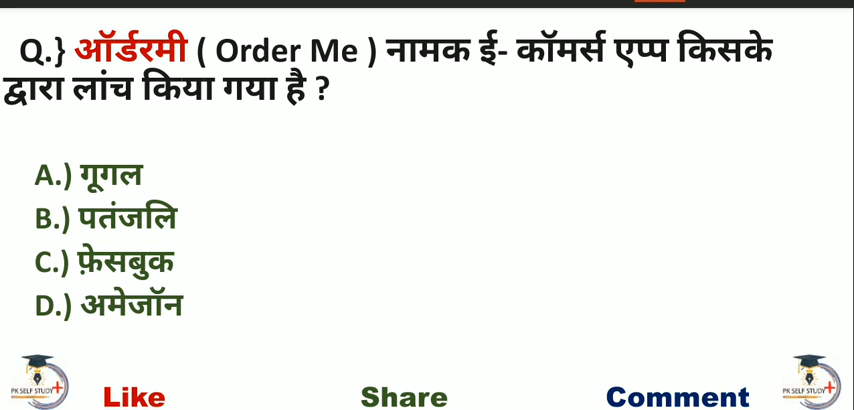 Q.} ऑर्डरमी ( Order Me ) नामक ई- कॉमर्स एप्प किसके
द्वारा लांच किया गया है ?
A.) गूगल
B.) पतंजलि
C.) फ़ेसबुक
D.) अमेजॉन
PK SELF STUDY+
PK SELF STUDY+
Like
Share
Comment